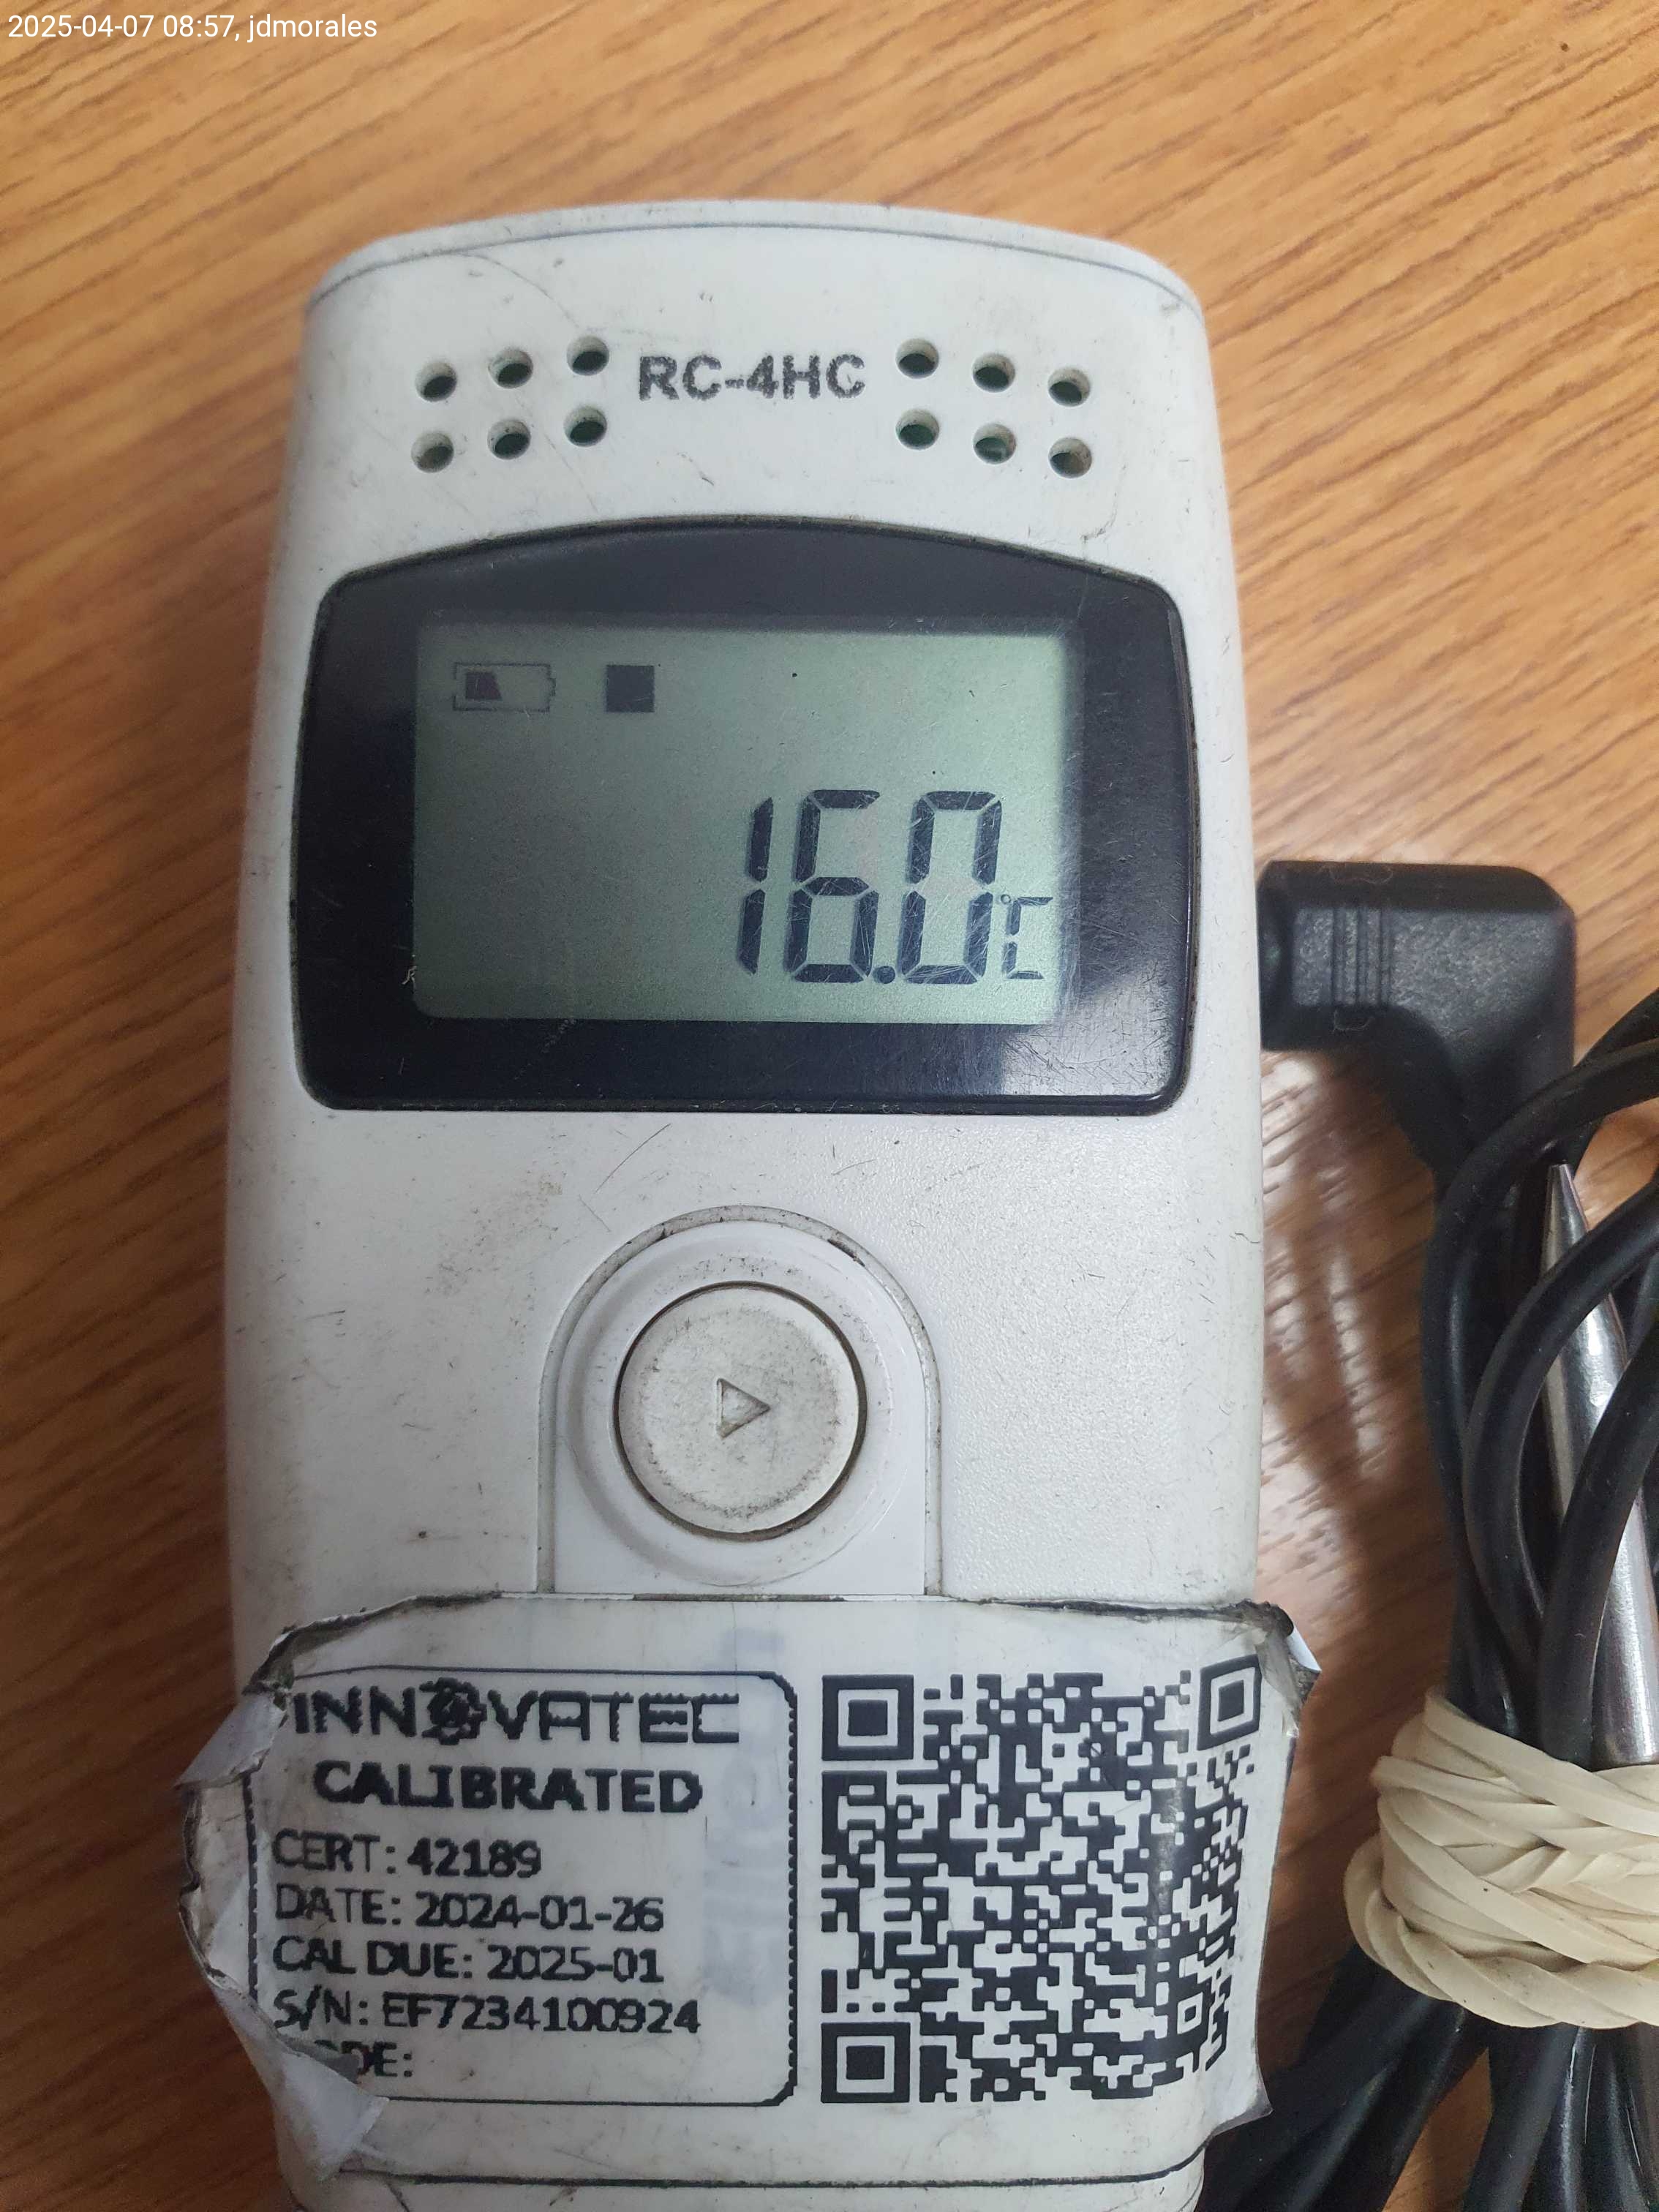 2025-04-07 08:57, jdmorales
RC-4HC
16.0°C
INNOVATEC
CALIBRATED
CERT: 42189
DATE: 2024-01-26
CAL DUE: 2025-01
S/N: EF7234100924